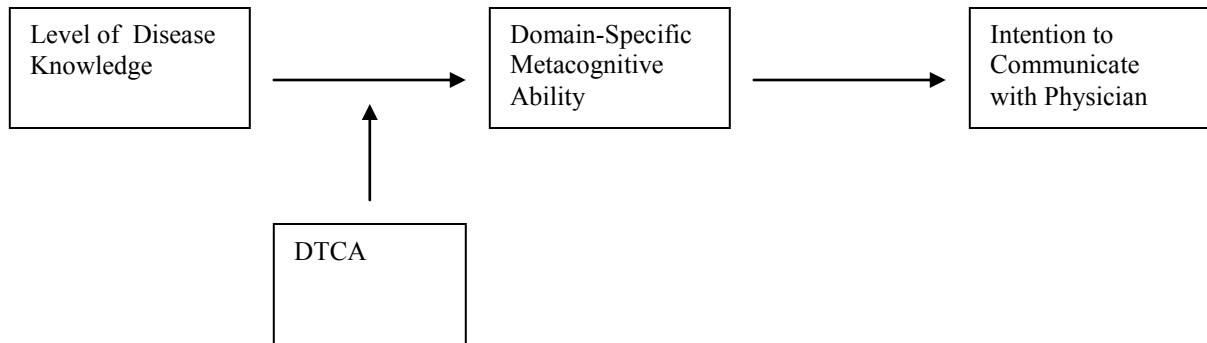 Level of Disease
Knowledge
Domain-Specific
Metacognitive
Ability
Intention to
Communicate
with Physician
DTCA